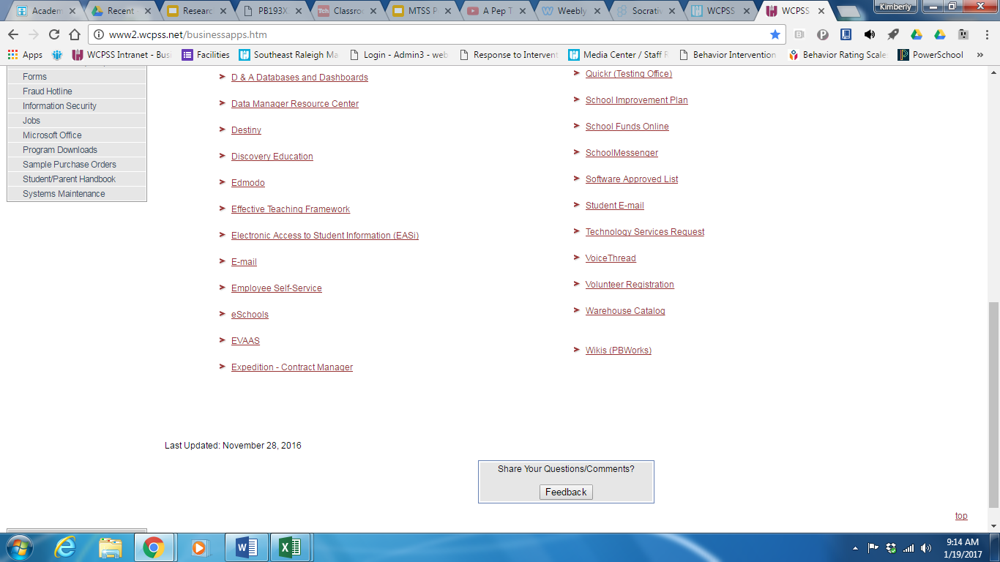 Academ
Recent
Researc
PB193X
Classro
MTSS P
A Pep T
Weebly
Socrativ
WCPSS
WCPSS
Kimberly
www2.wcpss.net/businessapps.htm
Apps
WCPSS Intranet - Busi
Facilities
Southeast Raleigh Ma
Login - Admin3 - web
Response to Intervent
Media Center / Staff R
Behavior Intervention
Behavior Rating Scale
PowerSchool
»
Forms
Fraud Hotline
Information Security
Jobs
Microsoft Office
Program Downloads
Sample Purchase Orders
Student/Parent Handbook
Systems Maintenance
D & A Databases and Dashboards
Data Manager Resource Center
Destiny
Discovery Education
Edmodo
Effective Teaching Framework
Electronic Access to Student Information (EASi)
E-mail
Employee Self-Service
eSchools
EVAAS
Expedition - Contract Manager
Quickr (Testing Office)
School Improvement Plan
School Funds Online
SchoolMessenger
Software Approved List
Student E-mail
Technology Services Request
VoiceThread
Volunteer Registration
Warehouse Catalog
Wikis (PBWorks)
Last Updated: November 28, 2016
Share Your Questions/Comments?
Feedback
top
9:14 AM
1/19/2017